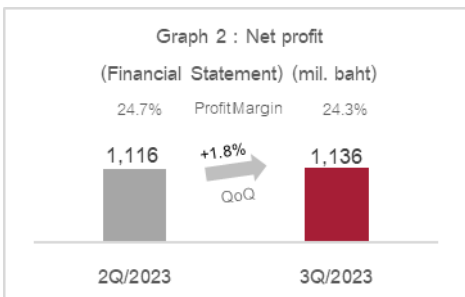 Graph 2 : Net profit
(Financial Statement) (mil. baht)
24.7% ProfitMargin 24.3%
1,116 +1.8% 1,136
QoQ
2Q/2023 3Q/2023